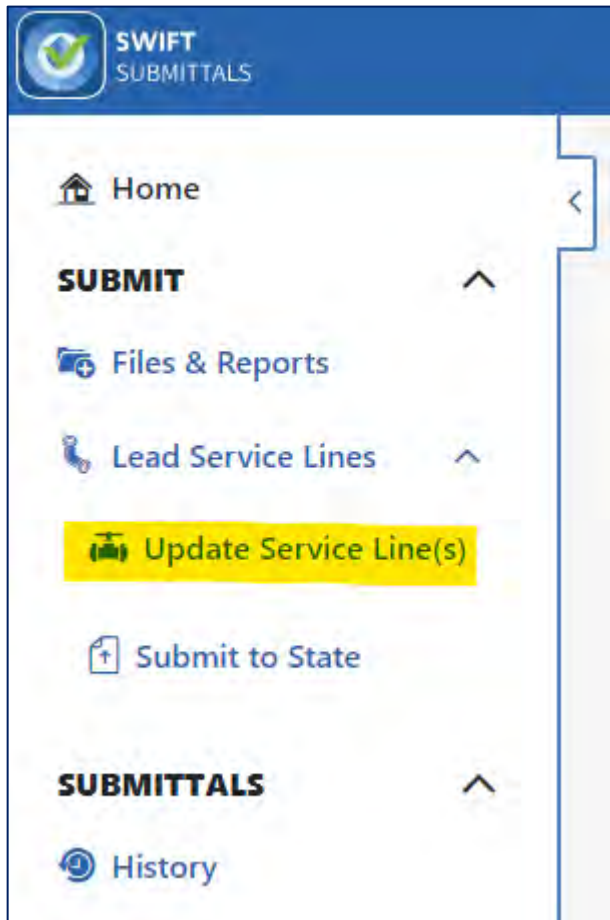 SWIFT
SUBMITTALS
Home
SUBMIT
Files & Reports
Lead Service Lines
Update Service Line(s)
Submit to State
SUBMITTALS
History